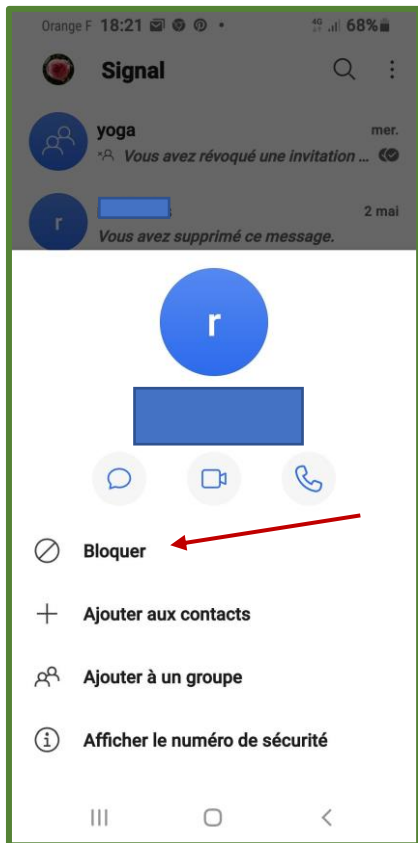 Orange F 18:21 4G 68%
Signal
yoga mer.
Vous avez révoqué une invitation ...
r 2 mai
Vous avez supprimé ce message.
r
Bloquer
Ajouter aux contacts
Ajouter à un groupe
Afficher le numéro de sécurité